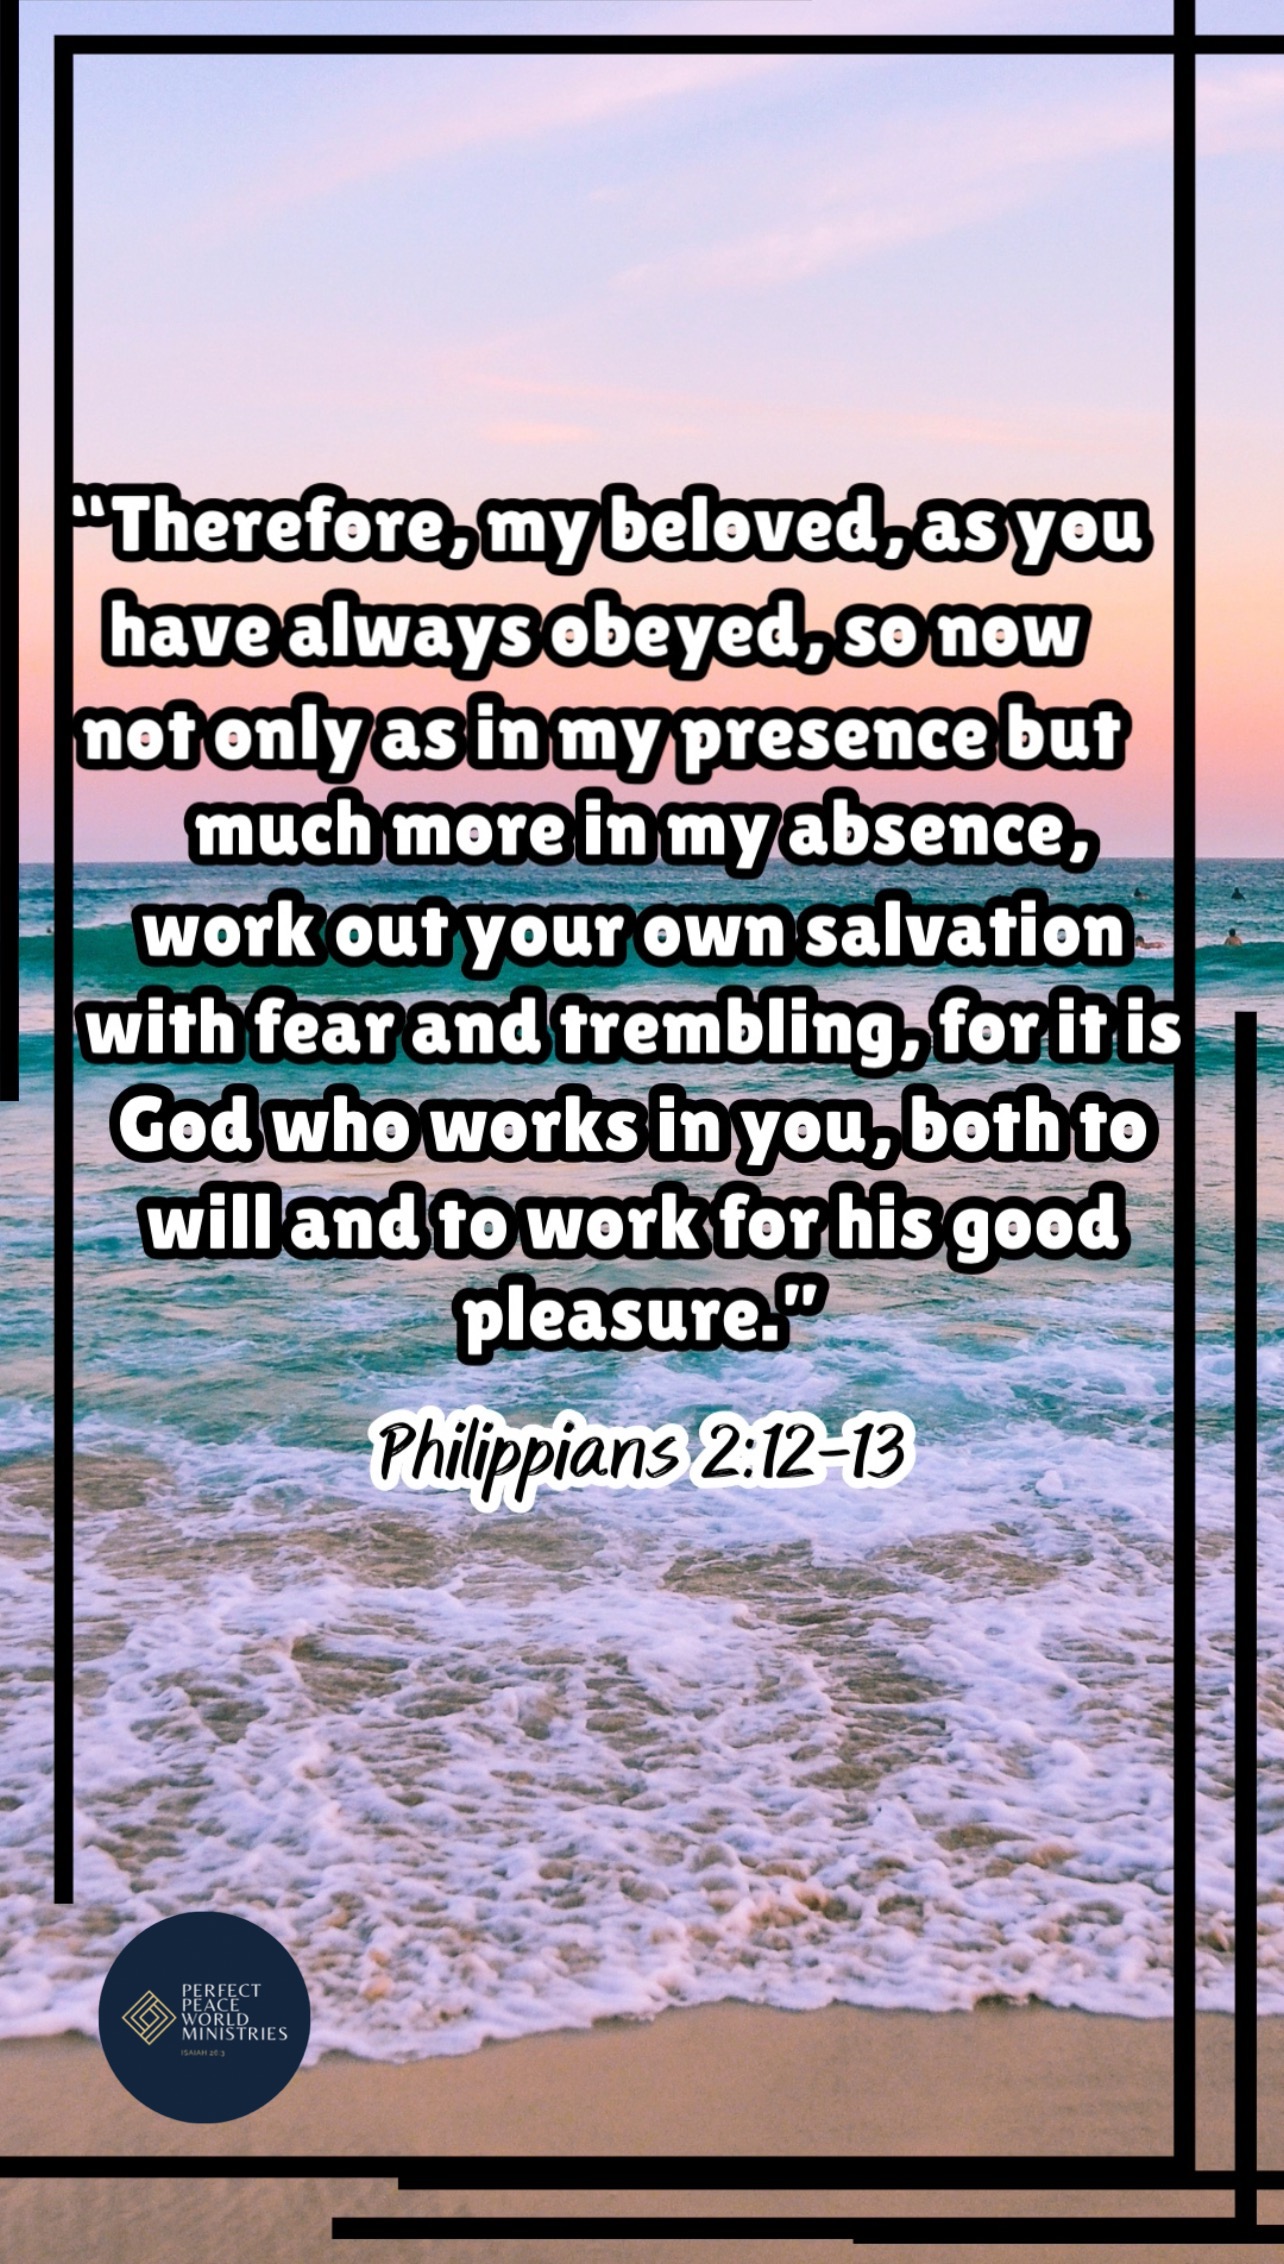 “Therefore, my beloved, as you
have always obeyed, so now
not only as in my presence but
much more in my absence,
work out your own salvation
with fear and trembling, for it is
God who works in you, both to
will and to work for his good
pleasure.”
Philippians 2:12-13
PERFECT
PEACE
WORLD
MINISTRIES
ISAIAH 26:3